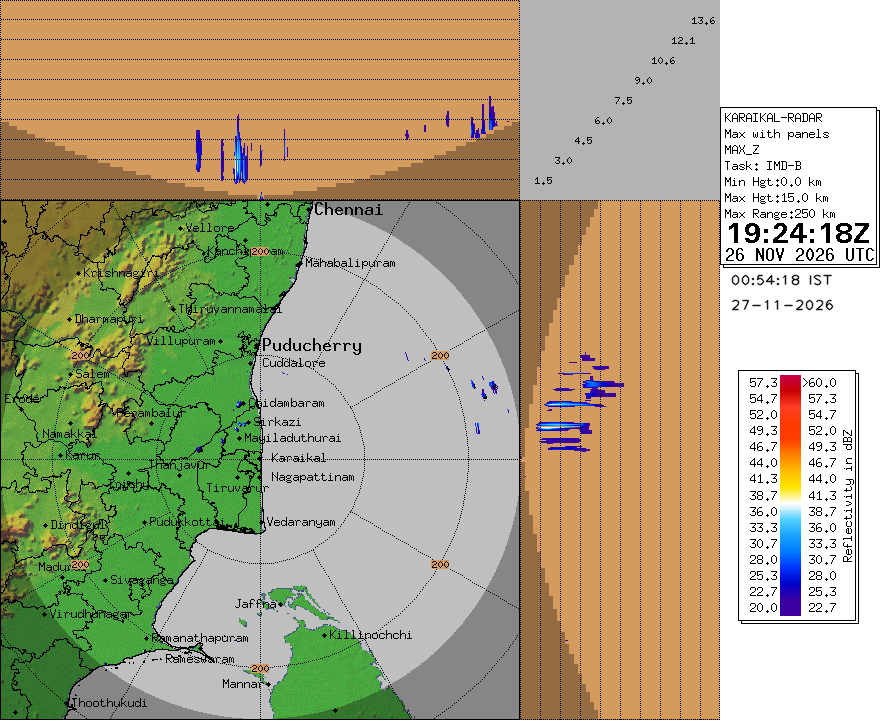 13.6
12.1
10.6
9.0
7.5
6.0
4.5
3.0
1.5
KARAIKAL-RADAR
Max with panels
MAX_Z
Task: IMD-B
Min Hgt:0.0 km
Max Hgt:15.0 km
Max Range:250 km
19:24:18Z
26 NOV 2026 UTC
00:54:18 IST
27-11-2026
Chennai
Vellore
200
Mahabalipuram
Krishnagiri
Thiruvannamalai
Dharmapuri
Villupuram
Puducherry
200
200
Cuddalore
Salem
Erode
Chidambaram
Perambalur
Sirkazi
Namakkal
Mayiladuthurai
Karur
Karaikal
Thanjavur
Nagapattinam
Tiruvarur
Dindigul
Pudukkottai
Vedaranyam
200
200
Sivaganga
Jaffna
Virudhunagar
Killinochchi
Ramanathapuram
Rameswaram
200
Mannar
Thoothukudi
57.3 >60.0
54.7 57.3
52.0 54.7
49.3 52.0
46.7 49.3
44.0 46.7
41.3 44.0
38.7 41.3
36.0 38.7
33.3 36.0
30.7 33.3
28.0 30.7
25.3 28.0
22.7 25.3
20.0 22.7
Reflectivity in dBZ